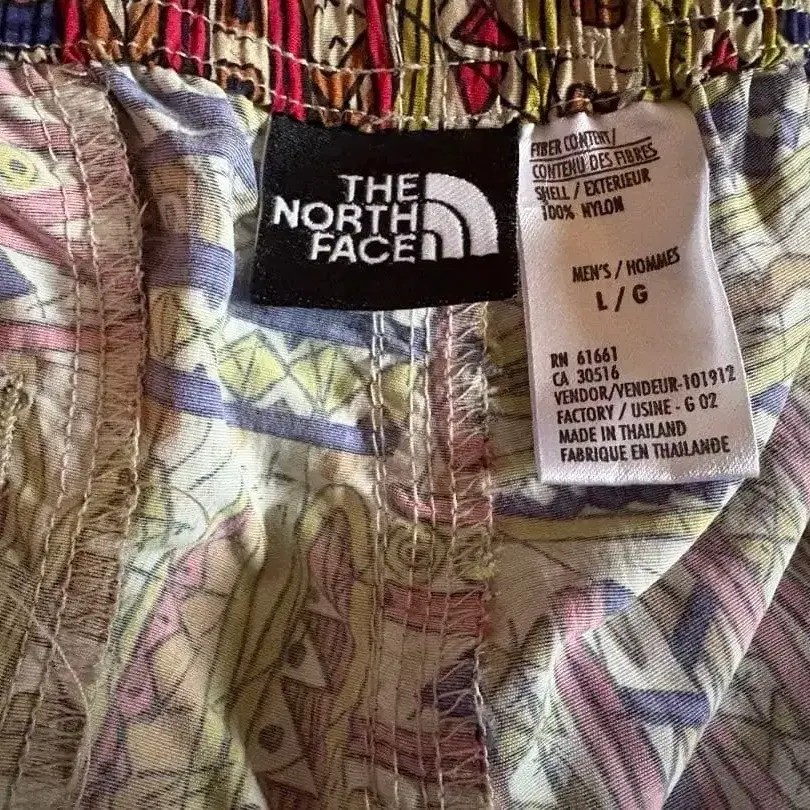 THE
NORTH
FACE
FIBER CONTENT/
CONTENU DES FIBRES
SHELL / EXTERIEUR
100% NYLON
MEN'S / HOMMES
L / G
RN 61661
CA 30516
VENDOR/VENDEUR-101912
FACTORY / USINE - G 02
MADE IN THAILAND
FABRIQUE EN THAILANDE